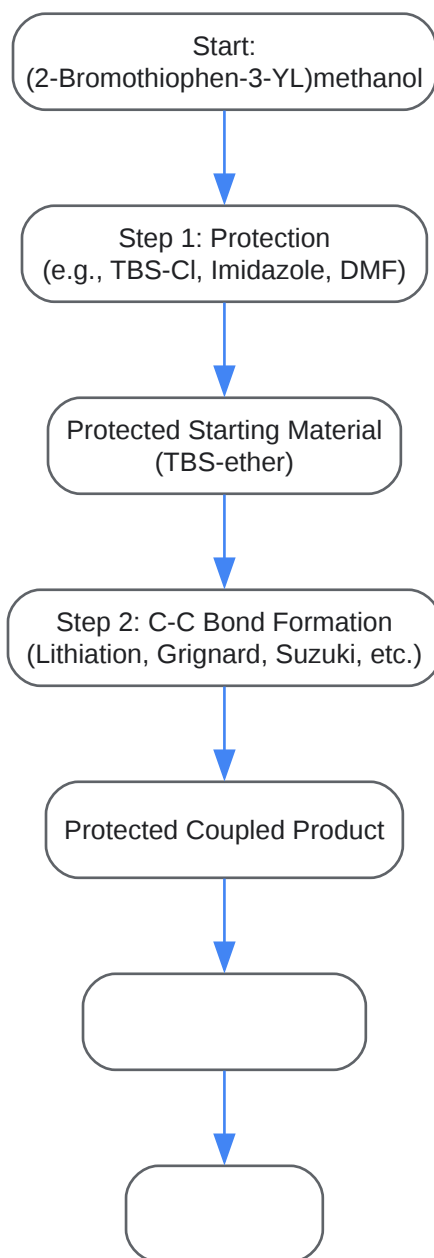 Start:
(2-Bromothiophen-3-YL)methanol
Step 1: Protection
(e.g., TBS-Cl, Imidazole, DMF)
Protected Starting Material
(TBS-ether)
Step 2: C-C Bond Formation
(Lithiation, Grignard, Suzuki, etc.)
Protected Coupled Product